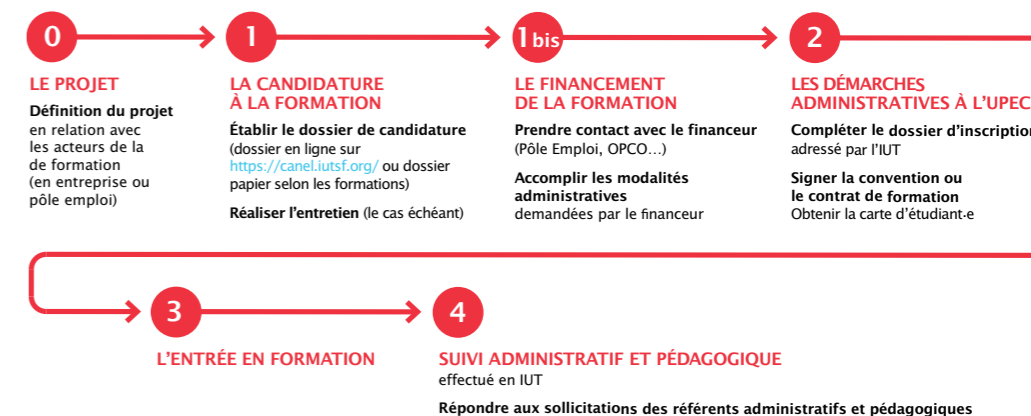 0
LE PROJET
Définition du projet
en relation avec
les acteurs de la
de formation
(en entreprise ou
pôle emploi)
1
LA CANDIDATURE
À LA FORMATION
Établir le dossier de candidature
(dossier en ligne sur
https://canel.iutsf.org/ ou dossier
papier selon les formations)
Réaliser l'entretien (le cas échéant)
1 bis
LE FINANCEMENT
DE LA FORMATION
Prendre contact avec le financeur
(Pôle Emploi, OPCO…)
Accomplir les modalités
administratives
demandées par le financeur
2
LES DÉMARCHES
ADMINISTRATIVES À L'UPEC
Compléter le dossier d'inscription
adressé par l'IUT
Signer la convention ou
le contrat de formation
Obtenir la carte d'étudiant·e
3
L'ENTRÉE EN FORMATION
4
SUIVI ADMINISTRATIF ET PÉDAGOGIQUE
effectué en IUT
Répondre aux sollicitations des référents administratifs et pédagogiques